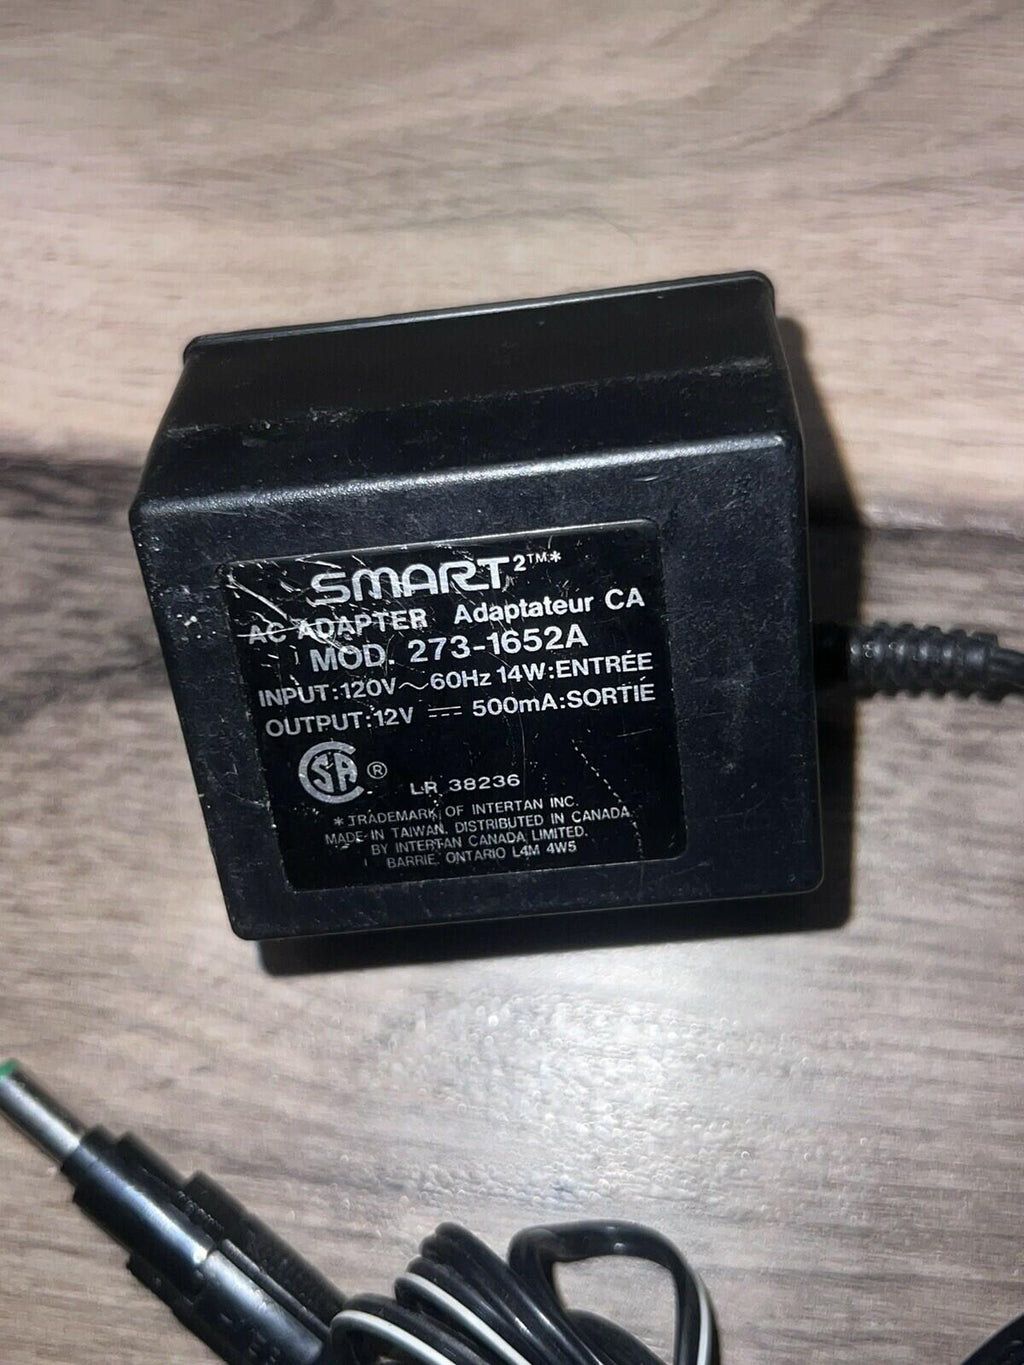 SMART²™*
AC ADAPTER Adaptateur CA
MOD. 273-1652A
INPUT:120V ~ 60Hz 14W:ENTRÉE
OUTPUT:12V ⎓ 500mA:SORTIE
CSA ® LR 38236
*TRADEMARK OF INTERTAN INC.
MADE IN TAIWAN. DISTRIBUTED IN CANADA
BY INTERTAN CANADA LIMITED.
BARRIE, ONTARIO L4M 4W5